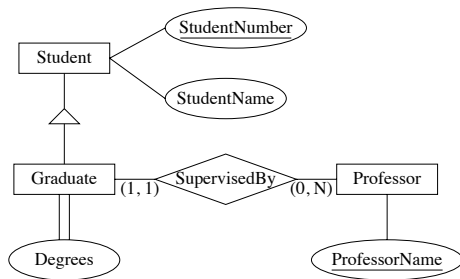 StudentNumber
Student
StudentName
Graduate
(1, 1)
SupervisedBy
(0, N)
Professor
Degrees
ProfessorName